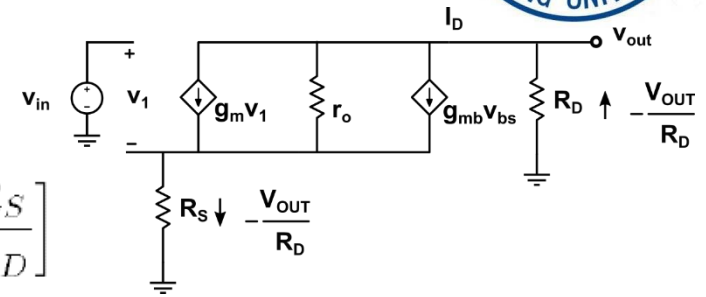 I_D
V_out
+
v_in
+
-
v_1
g_m v_1
r_o
g_mb v_bs
R_D
- V_OUT / R_D
-
R_S
- V_OUT / R_D
S
D